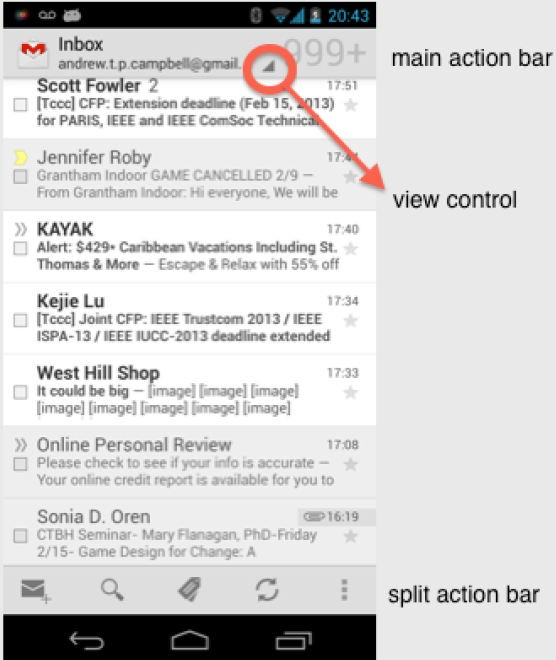 20:43
Inbox
999+
andrew.t.p.campbell@gmail.
main action bar
Scott Fowler 2
17:51
[Tccc] CFP: Extension deadline (Feb 15, 2013)
for PARIS, IEEE and IEEE ComSoc Technical
Jennifer Roby
17:44
Grantham Indoor GAME CANCELLED 2/9 —
From Grantham Indoor: Hi everyone, We will be
view control
KAYAK
17:40
Alert: $429+ Caribbean Vacations Including St.
Thomas & More — Escape & Relax with 55% off
Kejie Lu
17:34
[Tccc] Joint CFP: IEEE Trustcom 2013 / IEEE
ISPA-13 / IEEE IUCC-2013 deadline extended
West Hill Shop
17:33
It could be big — [image] [image] [image]
[image] [image] [image] [image] [image]
Online Personal Review
17:08
Please check to see if your info is accurate —
Your online credit report is available for you to
Sonia D. Oren
16:19
CTBH Seminar- Mary Flanagan, PhD-Friday
2/15- Game Design for Change: A
split action bar